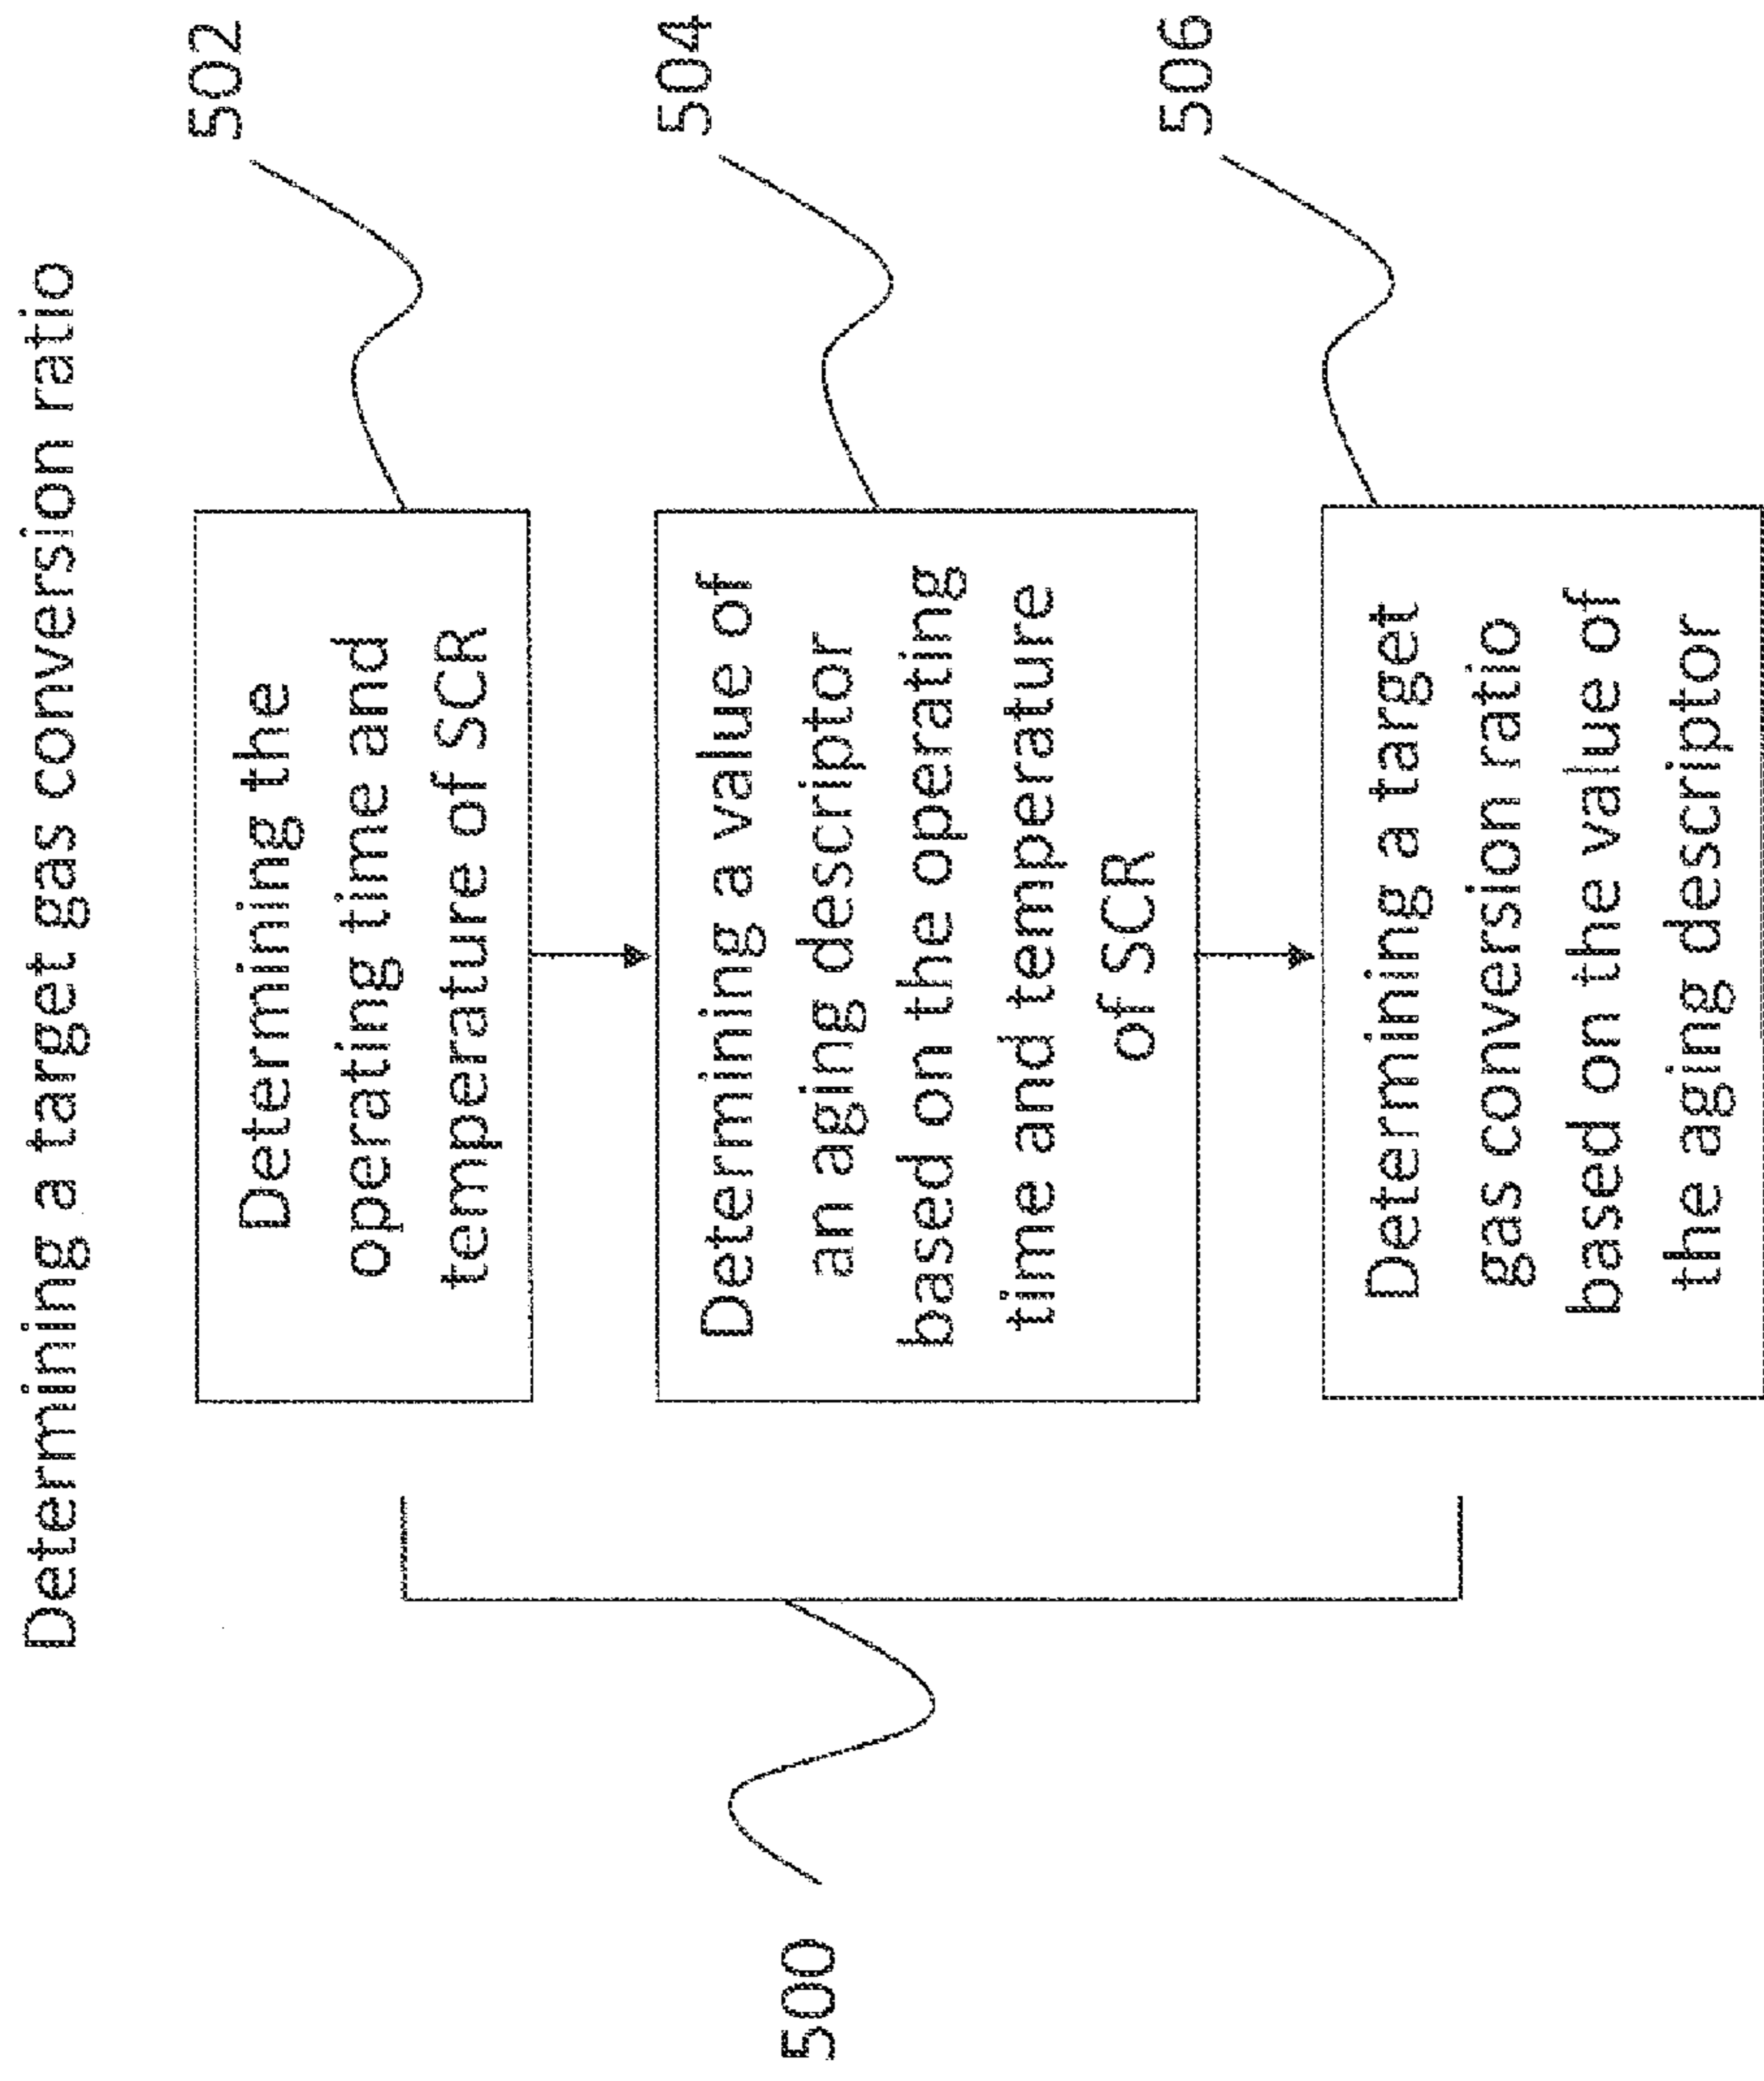 Determining a target gas conversion ratio
500
Determining the
operating time and
temperature of SCR
502
Determining a value of
an aging descriptor
based on the operating
time and temperature
of SCR
504
Determining a target
gas conversion ratio
based on the value of
the aging descriptor
506